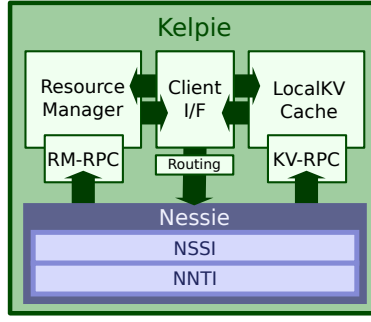 Kelpie
Resource
Manager
Client
I/F
LocalKV
Cache
RM-RPC
Routing
KV-RPC
Nessie
NSSI
NNTI